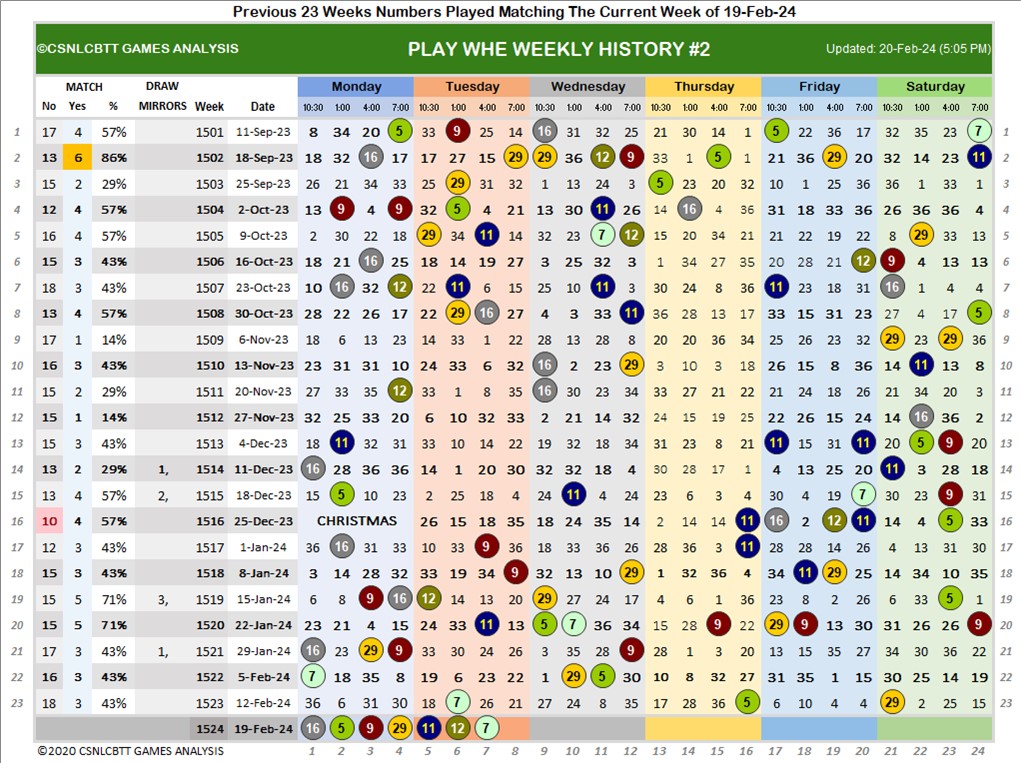 Previous 23 Weeks Numbers Played Matching The Current Week of 19-Feb-24
©CSNLCBTT GAMES ANALYSIS PLAY WHE WEEKLY HISTORY #2 Updated: 20-Feb-24 (5:05 PM)
MATCH DRAW Monday Tuesday Wednesday Thursday Friday Saturday
No Yes % MIRRORS Week Date 10:30 1:00 4:00 7:00 10:30 1:00 4:00 7:00 10:30 1:00 4:00 7:00 10:30 1:00 4:00 7:00 10:30 1:00 4:00 7:00 10:30 1:00 4:00 7:00
1 17 4 57% 1501 11-Sep-23 8 34 20 5 33 9 25 14 16 31 32 25 21 30 14 1 5 22 36 17 32 35 23 7 1
2 13 6 86% 1502 18-Sep-23 18 32 16 17 17 27 15 29 29 36 12 9 33 1 5 15 21 36 29 20 32 14 23 11 2
3 15 2 29% 1503 25-Sep-23 26 21 34 33 25 29 31 32 1 13 24 3 5 23 20 32 10 1 25 36 36 1 33 1 3
4 12 4 57% 1504 2-Oct-23 13 9 4 9 32 5 4 21 13 30 11 26 14 16 4 36 31 18 33 36 26 36 36 4 4
5 16 4 57% 1505 9-Oct-23 2 30 22 18 29 34 11 14 32 23 7 12 15 20 34 21 21 22 19 22 8 29 33 13 5
6 15 3 43% 1506 16-Oct-23 18 21 16 25 18 14 19 27 3 25 32 3 1 34 27 35 20 28 21 12 9 4 13 13 6
7 18 3 43% 1507 23-Oct-23 10 16 32 12 22 11 6 15 25 10 11 3 30 24 8 36 11 23 18 31 16 1 4 4 7
8 13 4 57% 1508 30-Oct-23 28 22 26 17 22 29 16 27 4 3 33 11 36 28 13 17 33 15 31 23 27 4 17 5 8
9 17 1 14% 1509 6-Nov-23 18 6 13 23 14 33 1 22 28 13 28 8 20 20 36 34 25 26 23 32 29 23 29 36 9
10 16 3 43% 1510 13-Nov-23 23 31 31 10 24 33 6 32 16 2 23 29 3 10 3 18 26 15 8 36 14 11 13 8 10
11 15 2 29% 1511 20-Nov-23 27 33 35 12 33 1 8 35 16 30 23 34 33 27 21 22 21 24 18 26 21 34 20 3 11
12 15 1 14% 1512 27-Nov-23 32 25 33 20 6 10 32 33 2 21 14 32 24 15 19 25 22 26 15 24 14 16 36 2 12
13 15 3 43% 1513 4-Dec-23 18 11 32 31 33 10 14 22 19 32 18 34 31 23 8 21 11 15 31 11 20 5 9 20 13
14 13 2 29% 1, 1514 11-Dec-23 16 28 36 36 14 1 20 30 32 32 18 4 30 28 17 1 4 13 25 20 11 3 28 18 14
15 13 4 57% 2, 1515 18-Dec-23 15 5 10 23 2 25 18 4 24 11 4 23 23 6 3 4 30 4 19 7 30 23 9 31 15
16 10 4 57% 1516 25-Dec-23 CHRISTMAS 26 15 18 35 18 24 35 14 2 14 14 11 16 2 12 11 14 4 5 33 16
17 12 3 43% 1517 1-Jan-24 36 16 31 33 10 33 9 36 18 33 36 26 28 36 3 11 28 28 14 26 4 13 31 30 17
18 15 3 43% 1518 8-Jan-24 3 14 28 32 33 19 34 9 32 13 10 29 1 32 36 4 34 11 29 25 14 34 10 35 18
19 15 5 71% 3, 1519 15-Jan-24 6 8 9 16 12 14 13 20 29 27 24 17 4 6 1 36 23 8 2 26 6 33 5 1 19
20 15 5 71% 1520 22-Jan-24 23 21 4 15 24 33 11 13 5 7 36 34 15 28 9 22 29 9 13 30 31 26 26 9 20
21 17 3 43% 1, 1521 29-Jan-24 16 23 29 9 33 30 24 26 3 35 28 9 28 1 3 20 13 15 35 27 34 30 36 22 21
22 16 3 43% 1522 5-Feb-24 7 18 35 8 19 6 23 22 1 29 5 30 10 8 32 27 31 35 1 15 30 25 14 19 22
23 18 3 43% 1523 12-Feb-24 36 6 31 30 18 7 18 21 27 24 8 35 17 28 36 5 6 10 4 4 29 2 25 15 23
1524 19-Feb-24 16 5 9 29 11 12 7
©2020 CSNLCBTT GAMES ANALYSIS 1 2 3 4 5 6 7 8 9 10 11 12 13 14 15 16 17 18 19 20 21 22 23 24